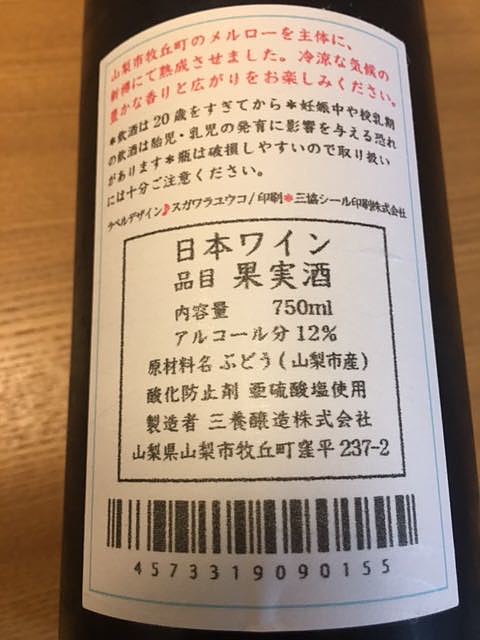 山梨市牧丘町のメルローを主体に、
新樽にて熟成させました。冷涼な気候の
豊かな香りと広がりをお楽しみください。
＊飲酒は20歳をすぎてから＊妊娠中や授乳期
の飲酒は胎児・乳児の発育に影響を与える恐れ
があります＊瓶は破損しやすいので取り扱い
には十分ご注意ください。
ラベルデザイン♪スガワラユウコ/印刷＊三協シール印刷株式会社
日本ワイン
品目 果実酒
内容量 750ml
アルコール分 12%
原材料名 ぶどう(山梨市産)
酸化防止剤 亜硫酸塩使用
製造者 三養醸造株式会社
山梨県山梨市牧丘町窪平237-2
4573319090155